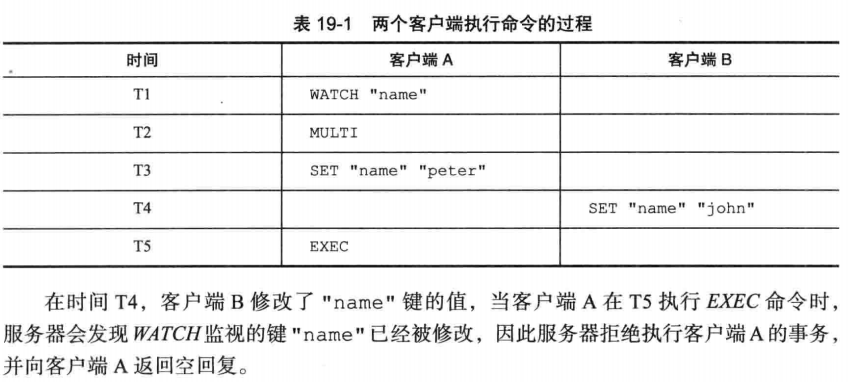 表 19-1 两个客户端执行命令的过程
时间 客户端 A 客户端 B
T1 WATCH "name"
T2 MULTI
T3 SET "name" "peter"
T4 SET "name" "john"
T5 EXEC
在时间 T4，客户端 B 修改了 "name" 键的值，当客户端 A 在 T5 执行 EXEC 命令时，
服务器会发现 WATCH 监视的键 "name" 已经被修改，因此服务器拒绝执行客户端 A 的事务，
并向客户端 A 返回空回复。